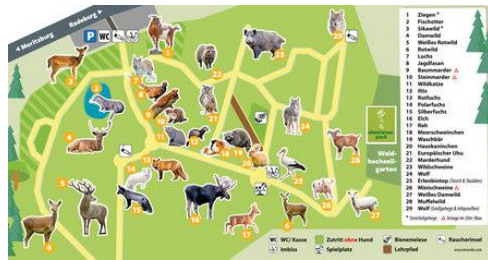 Moritzburg
Radeburg
P WC
1 Ziegen *
2 Fischotter
3 Sikawild *
4 Damwild
5 Weißes Rotwild
6 Rotwild
7 Luchs
8 Jagdfasan
9 Baummarder
10 Steinmarder
11 Wildkatze
12 Iltis
13 Rotfuchs
14 Polarfuchs
15 Silberfuchs
16 Elch
17 Reh
18 Meerschweinchen
19 Waschbär
20 Hauskaninchen
21 Europäischer Uhu
22 Marderhund
23 Wildschweine
24 Wolf
25 Erlenbiotop
26 Minischweine
27 Weißes Damwild
28 Muffelwild
29 Wolf
Wald-
hochseil-
garten
WC WC/ Kasse
Zutritt ohne Hund
Bienenwiese
Raucherinsel
Imbiss
Spielplatz
Lehrpfad